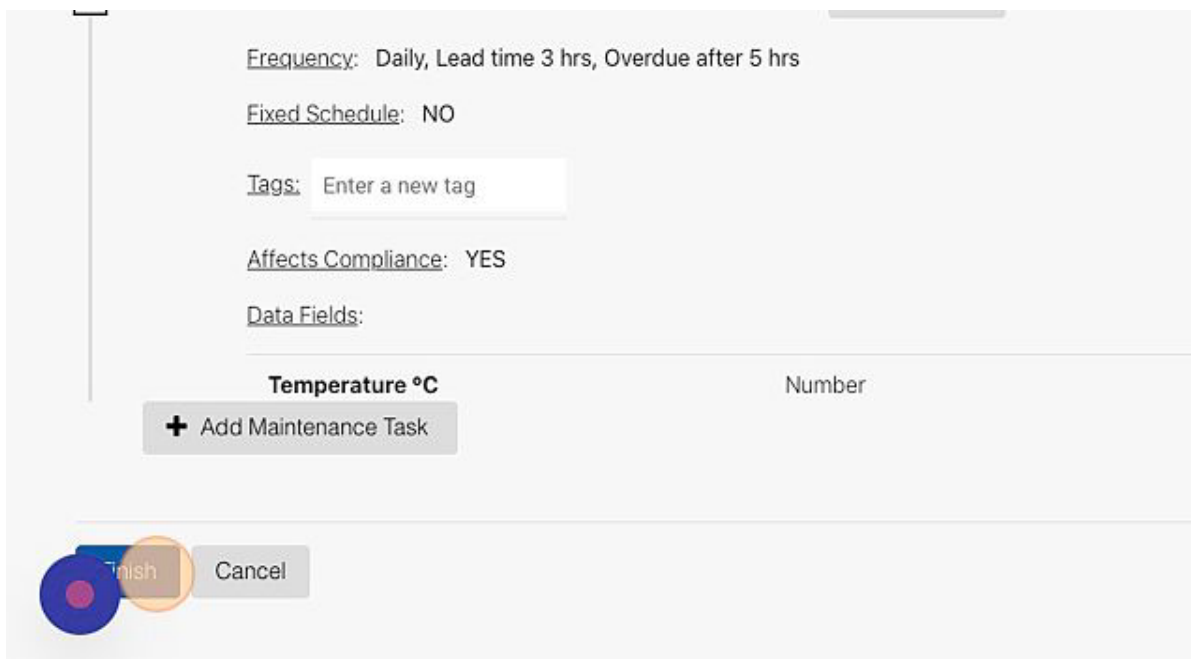 Frequency: Daily, Lead time 3 hrs, Overdue after 5 hrs
Fixed Schedule: NO
Tags: Enter a new tag
Affects Compliance: YES
Data Fields:
Temperature °C Number
+ Add Maintenance Task
Finish Cancel